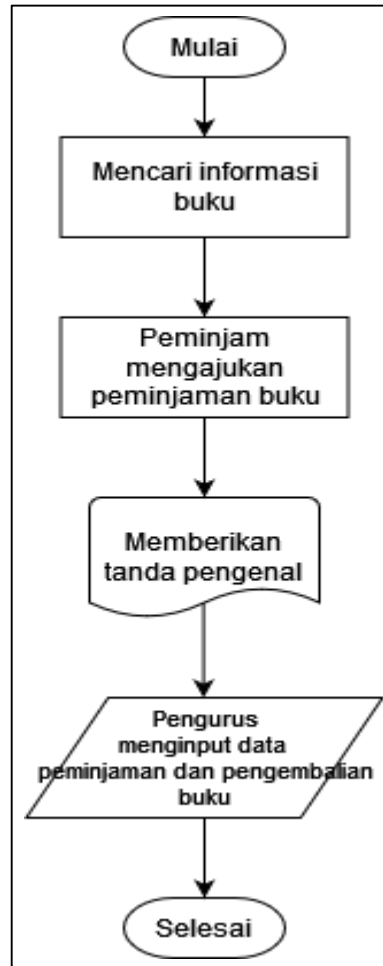 Mulai
Mencari informasi
buku
Peminjam
mengajukan
peminjaman buku
Memberikan
tanda pengenal
Pengurus
menginput data
peminjaman dan pengembalian
buku
Selesai